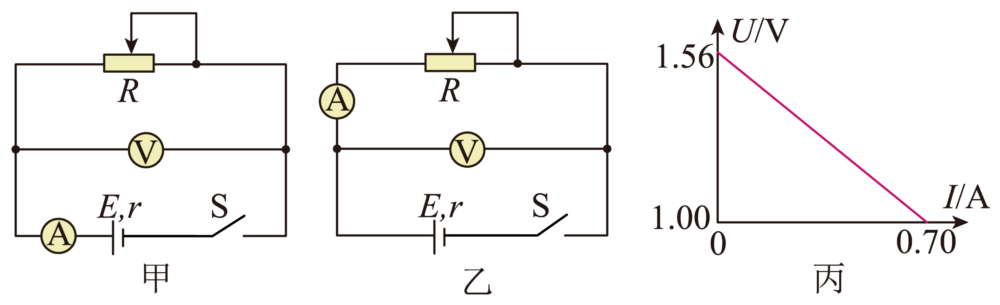 R
V
E,r
S
A
甲
R
A
V
E,r
S
乙
U/V
1.56
I/A
1.00
0
0.70
丙